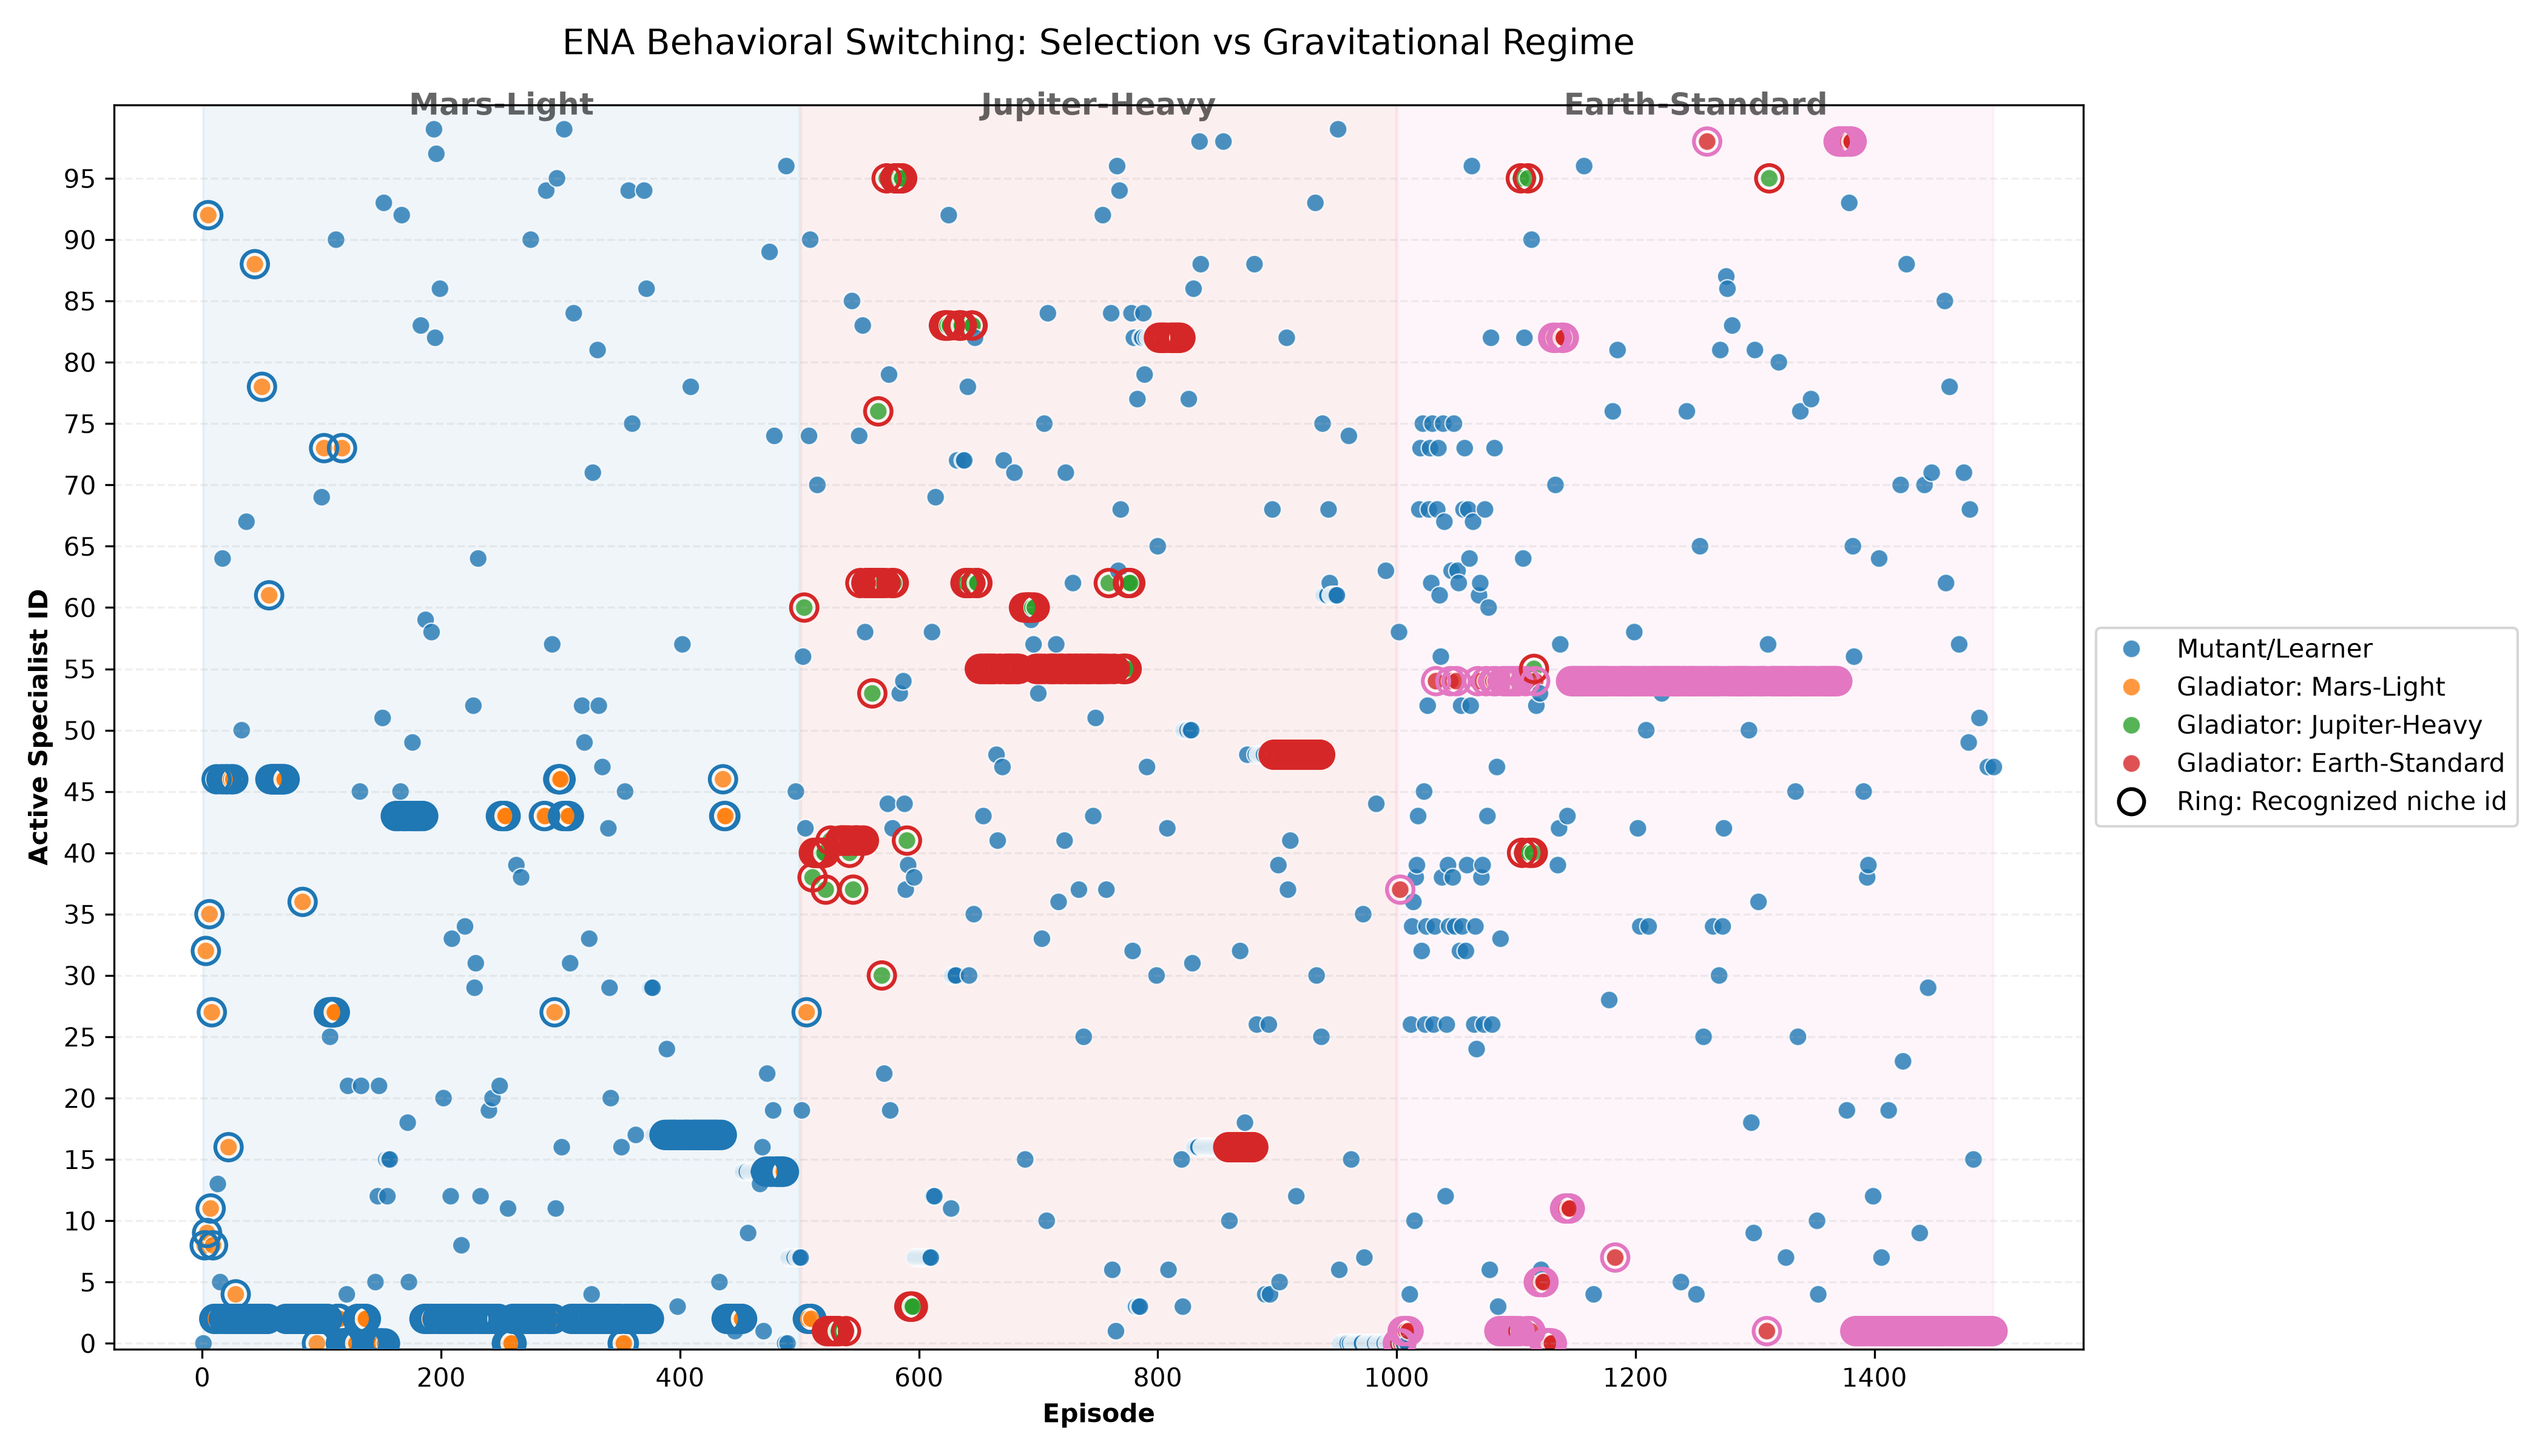 ENA Behavioral Switching: Selection vs Gravitational Regime
Mars-Light
Jupiter-Heavy
Earth-Standard
Active Specialist ID
95
90
85
80
75
70
65
60
55
50
45
40
35
30
25
20
15
10
5
0
0
200
400
600
800
1000
1200
1400
Episode
Mutant/Learner
Gladiator: Mars-Light
Gladiator: Jupiter-Heavy
Gladiator: Earth-Standard
Ring: Recognized niche id